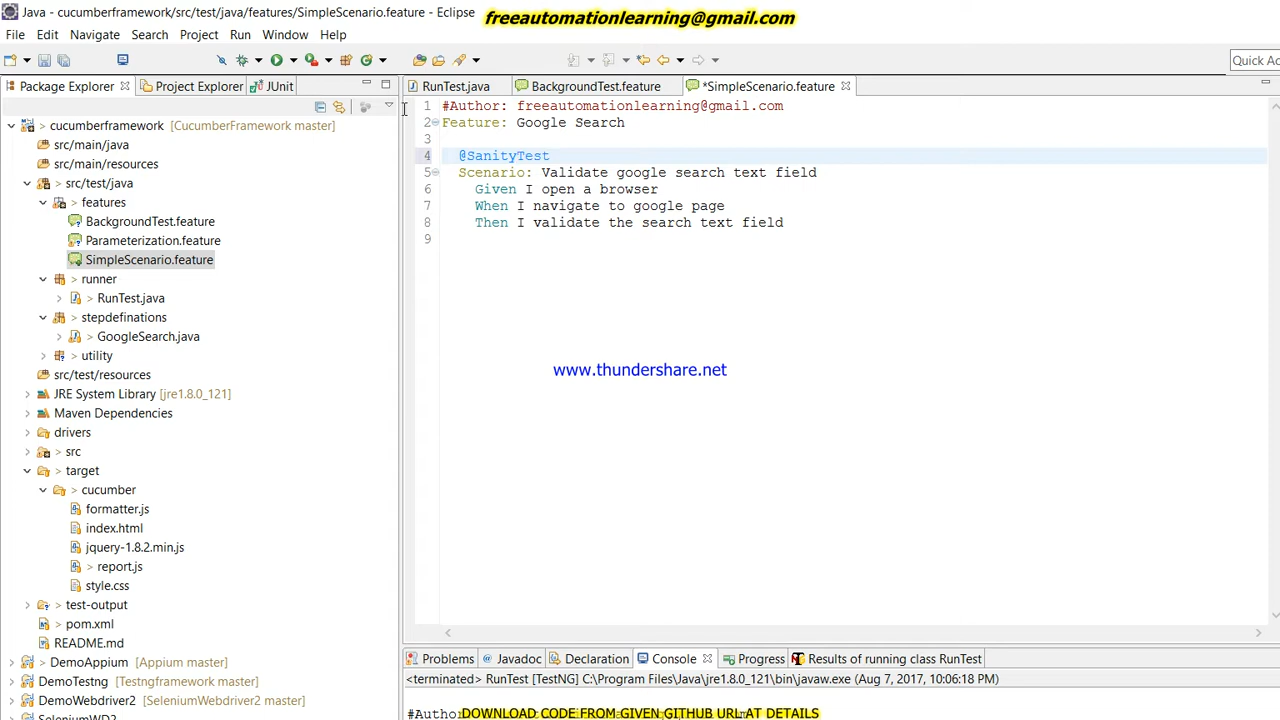 Java - cucumberframework/src/test/java/features/SimpleScenario.feature - Eclipse
freeautomationlearning@gmail.com
File Edit Navigate Search Project Run Window Help
Quick Ac
Package Explorer Project Explorer JUnit
RunTest.java BackgroundTest.feature *SimpleScenario.feature
> cucumberframework [CucumberFramework master]
src/main/java
src/main/resources
> src/test/java
> features
BackgroundTest.feature
Parameterization.feature
SimpleScenario.feature
> runner
> RunTest.java
> stepdefinations
> GoogleSearch.java
> utility
src/test/resources
JRE System Library [jre1.8.0_121]
Maven Dependencies
drivers
> src
> target
> cucumber
formatter.js
index.html
jquery-1.8.2.min.js
> report.js
style.css
> test-output
> pom.xml
README.md
> DemoAppium [Appium master]
DemoTestng [Testngframework master]
DemoWebdriver2 [SeleniumWebdriver2 master]
SeleniumWD2
1 #Author: freeautomationlearning@gmail.com
2 Feature: Google Search
3
4 @SanityTest
5 Scenario: Validate google search text field
6 Given I open a browser
7 When I navigate to google page
8 Then I validate the search text field
9
www.thundershare.net
Problems Javadoc Declaration Console Progress Results of running class RunTest
<terminated> RunTest [TestNG] C:\Program Files\Java\jre1.8.0_121\bin\javaw.exe (Aug 7, 2017, 10:06:18 PM)
#Author
DOWNLOAD CODE FROM GIVEN GITHUB URL AT DETAILS